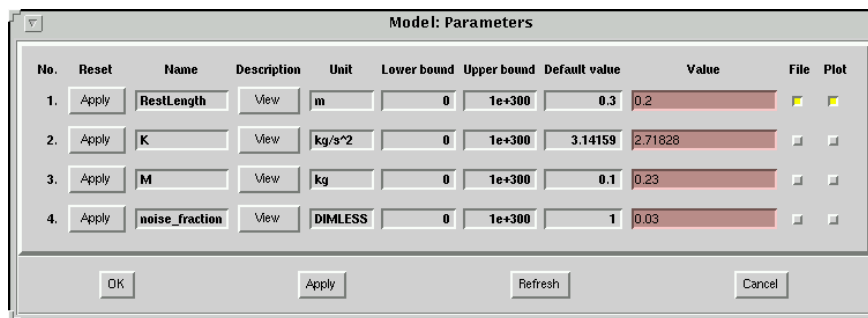 Model: Parameters
No. Reset Name Description Unit Lower bound Upper bound Default value Value File Plot
1. Apply RestLength View m 0 1e+300 0.3 0.2
2. Apply K View kg/s^2 0 1e+300 3.14159 2.71828
3. Apply M View kg 0 1e+300 0.1 0.23
4. Apply noise_fraction View DIMLESS 0 1e+300 1 0.03
OK Apply Refresh Cancel